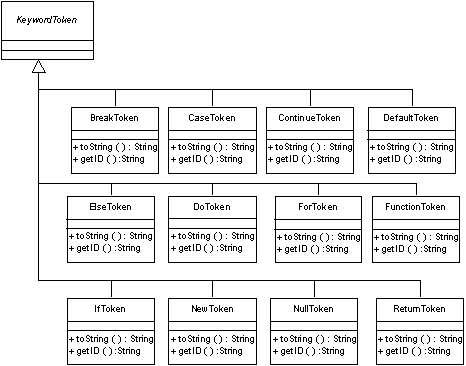 KeywordToken
BreakToken CaseToken ContinueToken DefaultToken
+ toString ( ) : String + toString ( ) : String + toString ( ) : String + toString ( ) : String
+ getID ( ) :String + getID ( ) :String + getID ( ) :String + getID ( ) :String
ElseToken DoToken ForToken FunctionToken
+ toString ( ) : String + toString ( ) : String + toString ( ) : String + toString ( ) : String
+ getID ( ) :String + getID ( ) :String + getID ( ) :String + getID ( ) :String
IfToken NewToken NullToken ReturnToken
+ toString ( ) : String + toString ( ) : String + toString ( ) : String + toString ( ) : String
+ getID ( ) :String + getID ( ) :String + getID ( ) :String + getID ( ) :String